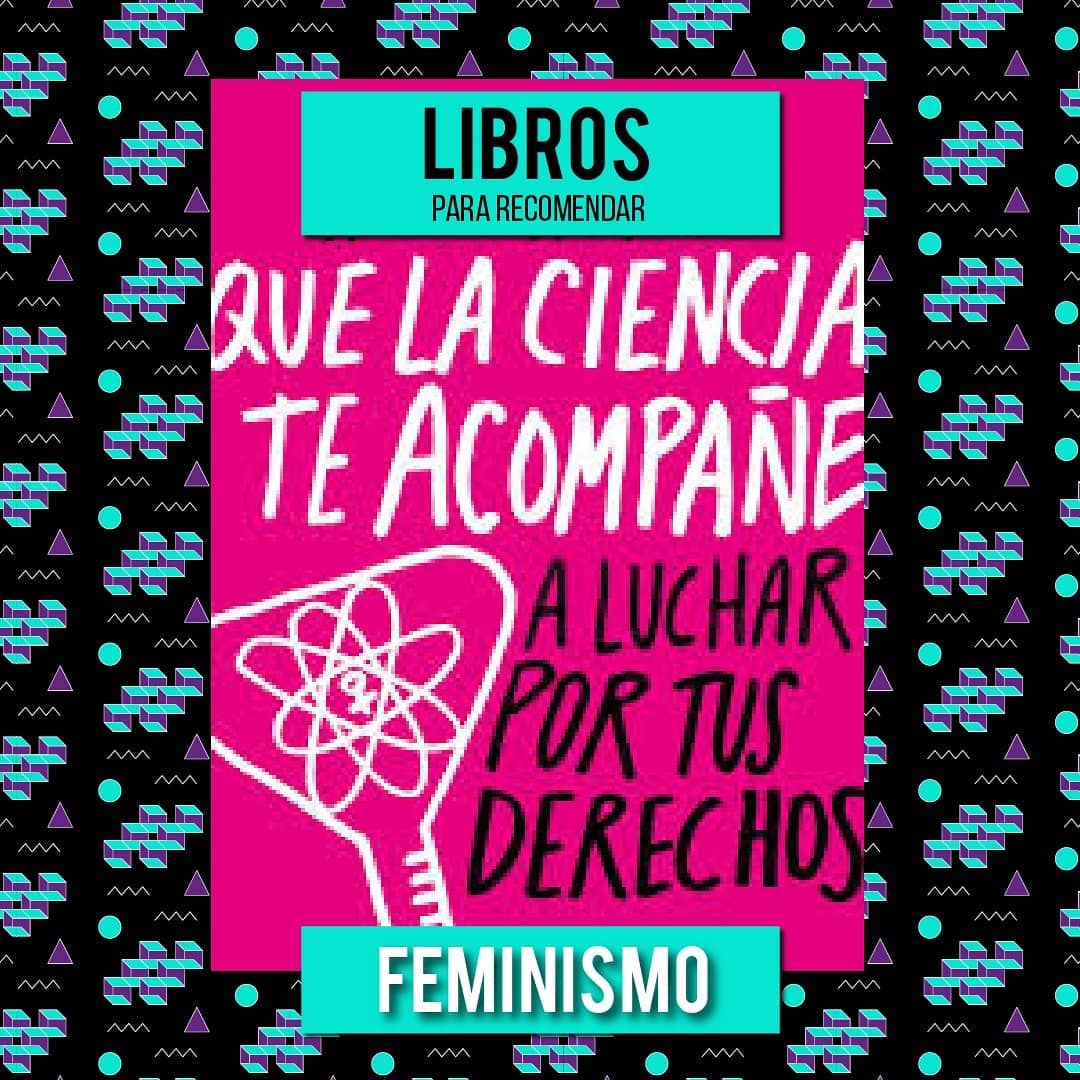 LIBROS
PARA RECOMENDAR
QUE LA CIENCIA
TE ACOMPAÑE
A LUCHAR
POR TUS
DERECHOS
FEMINISMO